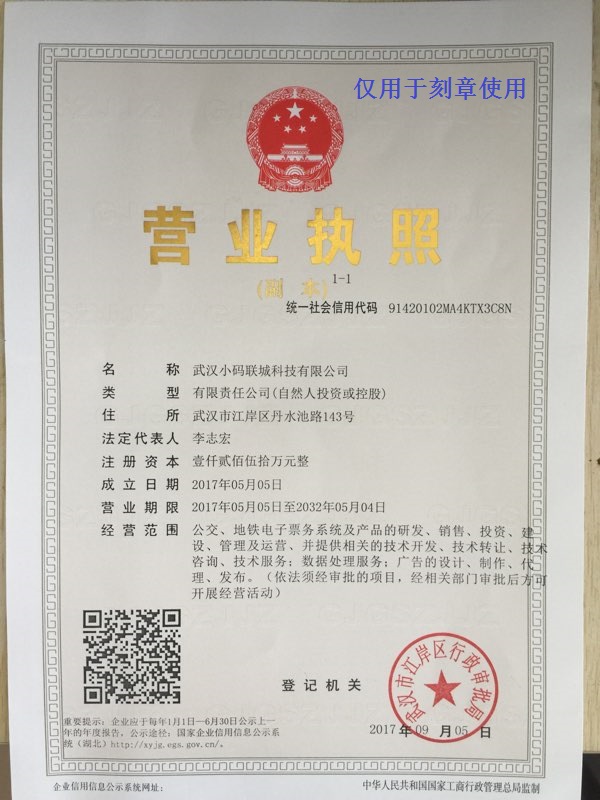 仅用于刻章使用
营业执照
(副 本)
1-1
统一社会信用代码 91420102MA4KTX3C8N
名 称 武汉小码联城科技有限公司
类 型 有限责任公司(自然人投资或控股)
住 所 武汉市江岸区丹水池路143号
法定代表人 李志宏
注册资本 壹仟贰佰伍拾万元整
成立日期 2017年05月05日
营业期限 2017年05月05日至2032年05月04日
经营范围 公交、地铁电子票务系统及产品的研发、销售、投资、建
设、管理及运营、并提供相关的技术开发、技术转让、技术
咨询、技术服务；数据处理服务；广告的设计、制作、代
理、发布。（依法须经审批的项目，经相关部门审批后方可
开展经营活动）
登记机关
武汉市江岸区行政审批局
2017年09月05日
重要提示：企业应于每年1月1日—6月30日公示上一
年的年度报告，公示途径：国家企业信用信息公示系
统（湖北）http://xyjg.egs.gov.cn/。
企业信用信息公示系统网址：
中华人民共和国国家工商行政管理总局监制